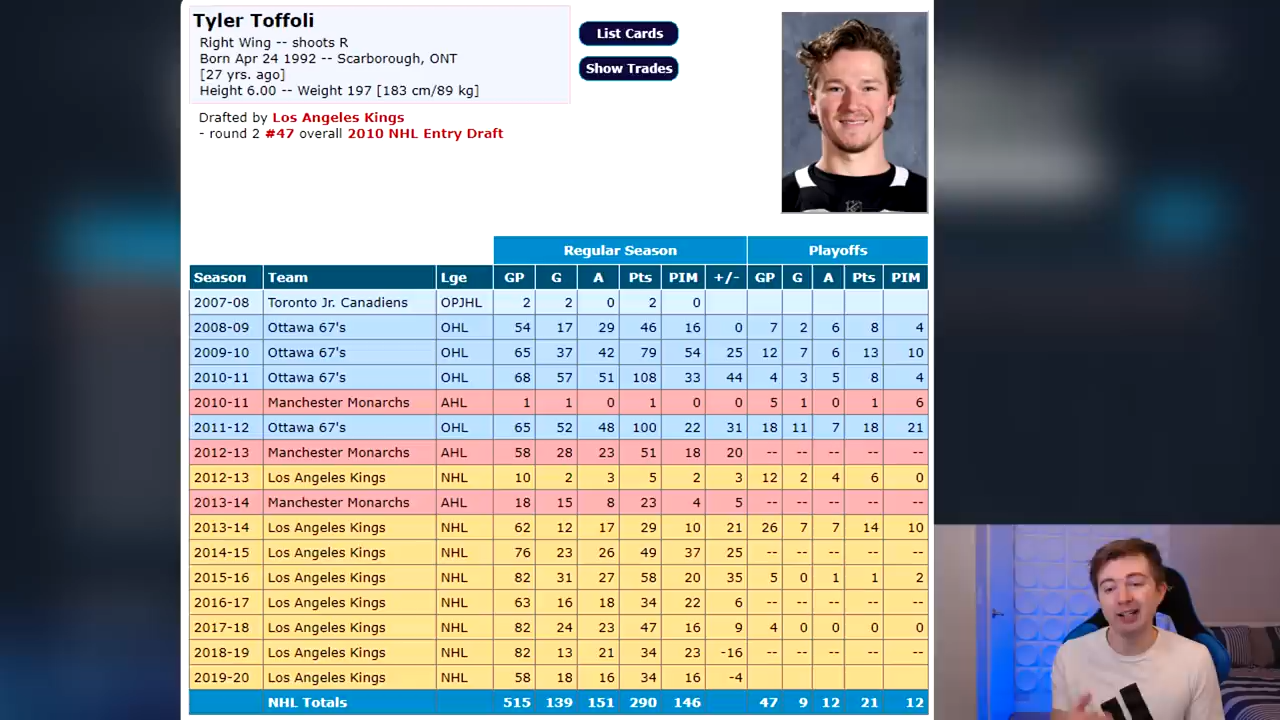 Tyler Toffoli
Right Wing -- shoots R
Born Apr 24 1992 -- Scarborough, ONT
[27 yrs. ago]
Height 6.00 -- Weight 197 [183 cm/89 kg]
Drafted by Los Angeles Kings
- round 2 #47 overall 2010 NHL Entry Draft
List Cards
Show Trades
Regular Season Playoffs
Season Team Lge GP G A Pts PIM +/- GP G A Pts PIM
2007-08 Toronto Jr. Canadiens OPJHL 2 2 0 2 0
2008-09 Ottawa 67's OHL 54 17 29 46 16 0 7 2 6 8 4
2009-10 Ottawa 67's OHL 65 37 42 79 54 25 12 7 6 13 10
2010-11 Ottawa 67's OHL 68 57 51 108 33 44 4 3 5 8 4
2010-11 Manchester Monarchs AHL 1 1 0 1 0 0 5 1 0 1 6
2011-12 Ottawa 67's OHL 65 52 48 100 22 31 18 11 7 18 21
2012-13 Manchester Monarchs AHL 58 28 23 51 18 20 -- -- -- -- --
2012-13 Los Angeles Kings NHL 10 2 3 5 2 3 12 2 4 6 0
2013-14 Manchester Monarchs AHL 18 15 8 23 4 5 -- -- -- -- --
2013-14 Los Angeles Kings NHL 62 12 17 29 10 21 26 7 7 14 10
2014-15 Los Angeles Kings NHL 76 23 26 49 37 25 -- -- -- -- --
2015-16 Los Angeles Kings NHL 82 31 27 58 20 35 5 0 1 1 2
2016-17 Los Angeles Kings NHL 63 16 18 34 22 6 -- -- -- -- --
2017-18 Los Angeles Kings NHL 82 24 23 47 16 9 4 0 0 0 0
2018-19 Los Angeles Kings NHL 82 13 21 34 23 -16 -- -- -- -- --
2019-20 Los Angeles Kings NHL 58 18 16 34 16 -4
NHL Totals 515 139 151 290 146 47 9 12 21 12